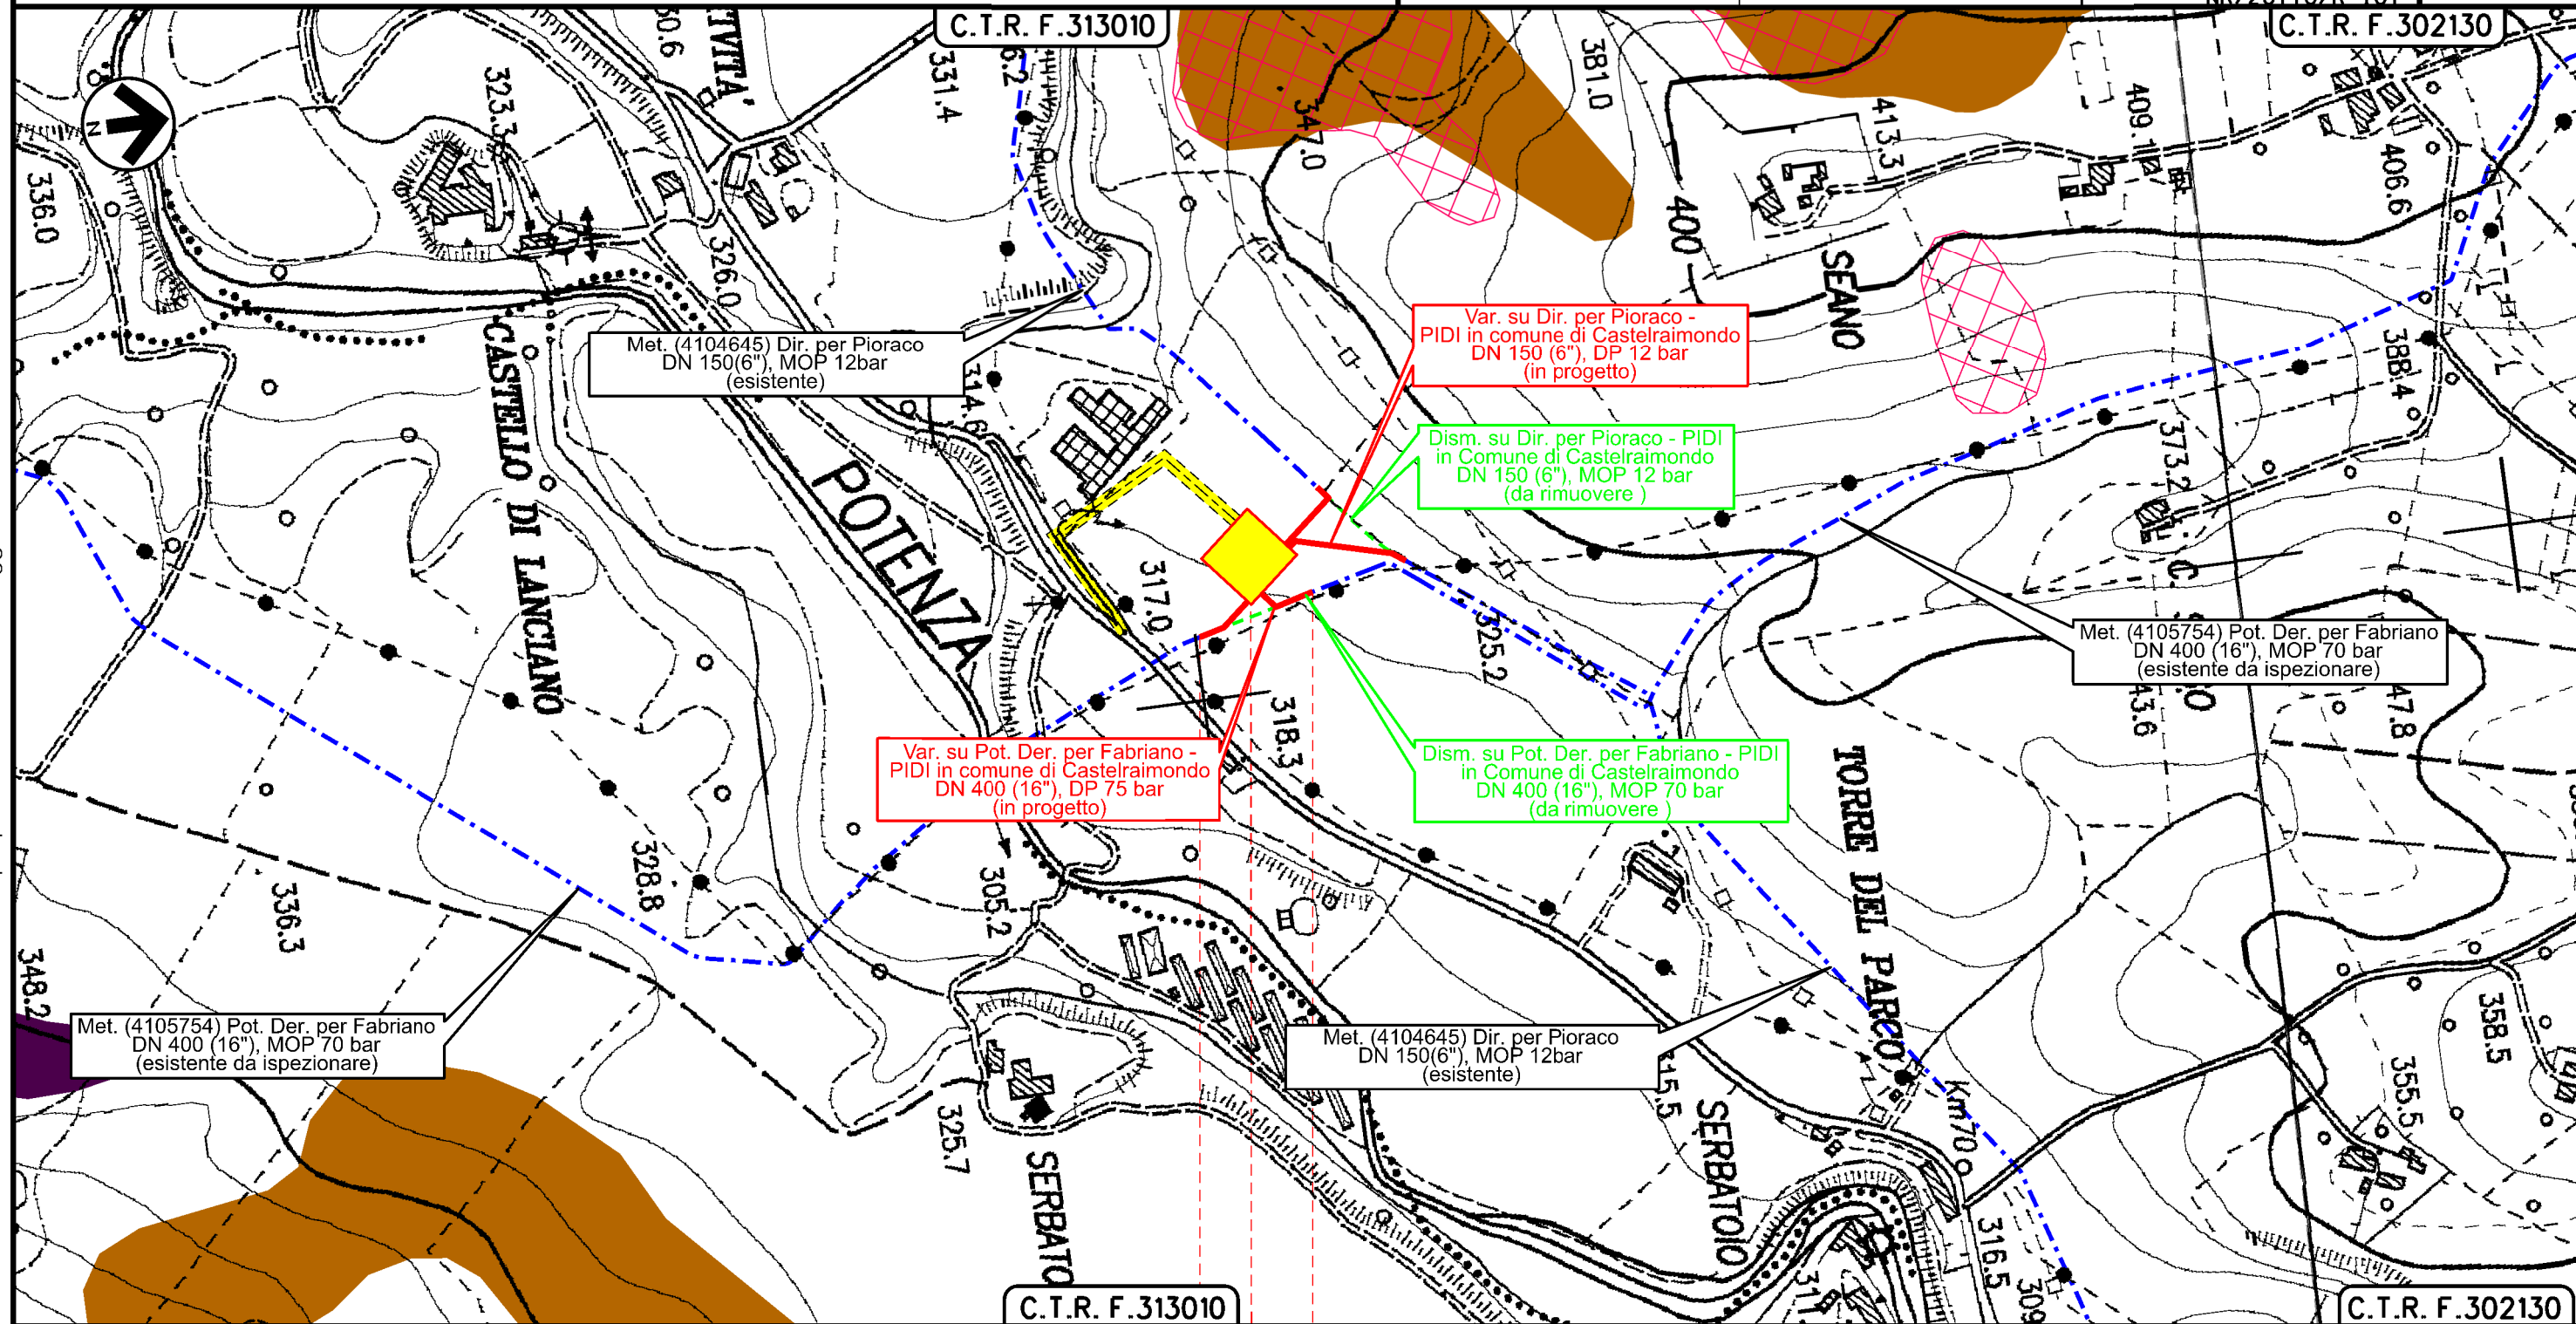 C.T.R. F.313010
C.T.R. F.302130
N
323.3
331.4
381.0
347.0
413.3
409.1
406.6
336.0
326.0
400
SEANO
388.4
Met. (4104645) Dir. per Pioraco
DN 150(6"), MOP 12bar
(esistente)
Var. su Dir. per Pioraco -
PIDI in comune di Castelraimondo
DN 150 (6"), DP 12 bar
(in progetto)
314.6
Dism. su Dir. per Pioraco - PIDI
in Comune di Castelraimondo
DN 150 (6"), MOP 12 bar
(da rimuovere )
CASTELLO DI LANCIANO
POTENZA
373.2
317.0
325.2
Met. (4105754) Pot. Der. per Fabriano
DN 400 (16"), MOP 70 bar
(esistente da ispezionare)
43.6
47.8
318.3
Var. su Pot. Der. per Fabriano -
PIDI in comune di Castelraimondo
DN 400 (16"), DP 75 bar
(in progetto)
Dism. su Pot. Der. per Fabriano - PIDI
in Comune di Castelraimondo
DN 400 (16"), MOP 70 bar
(da rimuovere )
TORRE DEL PARCO
328.8
336.3
305.2
348.2
358.5
Met. (4105754) Pot. Der. per Fabriano
DN 400 (16"), MOP 70 bar
(esistente da ispezionare)
Met. (4104645) Dir. per Pioraco
DN 150(6"), MOP 12bar
(esistente)
315.5
355.5
Km70
325.7
SERBATO
SERBATOIO
316.5
309
C.T.R. F.313010
C.T.R. F.302130